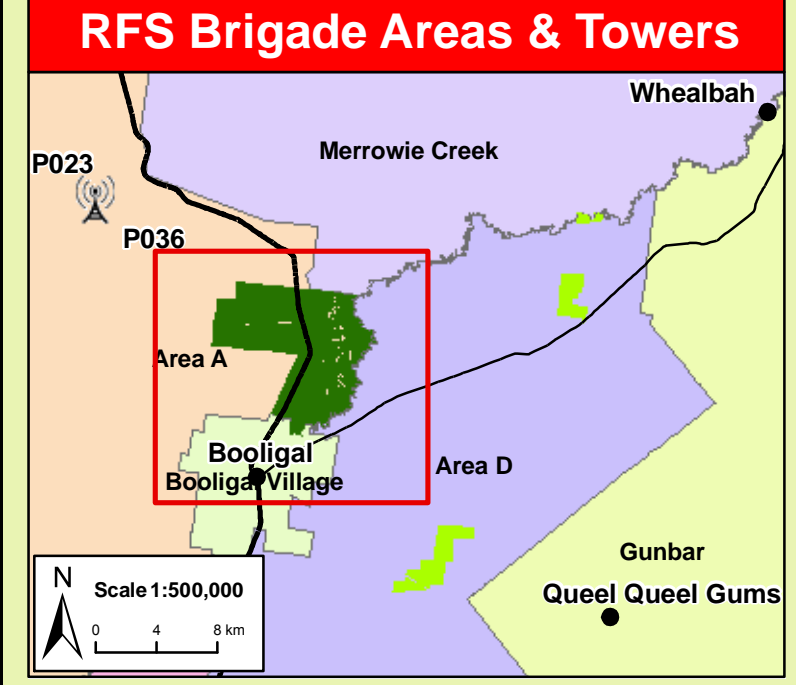 RFS Brigade Areas & Towers
Whealbah
Merrowie Creek
P023
P036
Area A
Booligal
Booligal Village
Area D
Gunbar
Queel Queel Gums
N
Scale 1:500,000
0 4 8 km